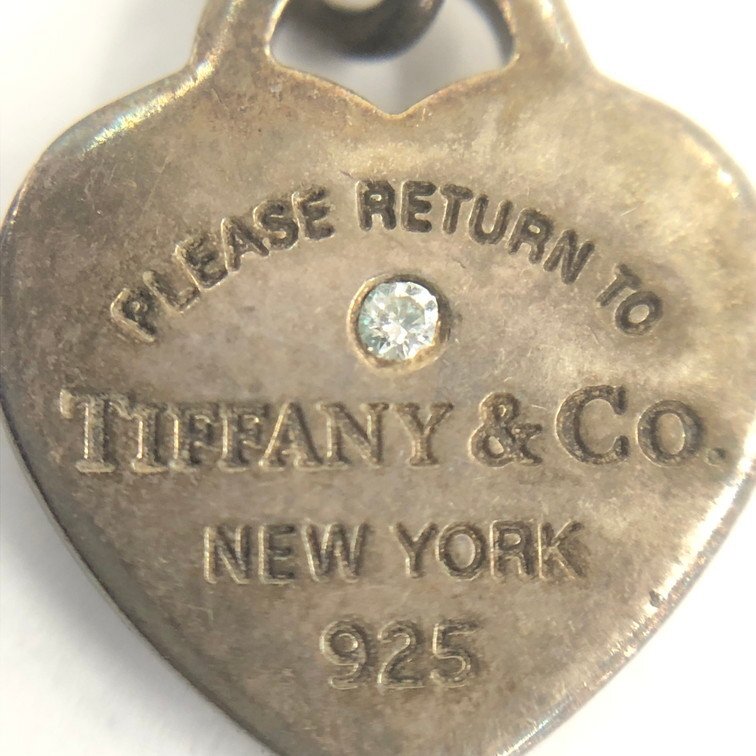 PLEASE RETURN TO
TIFFANY & CO.
NEW YORK
925